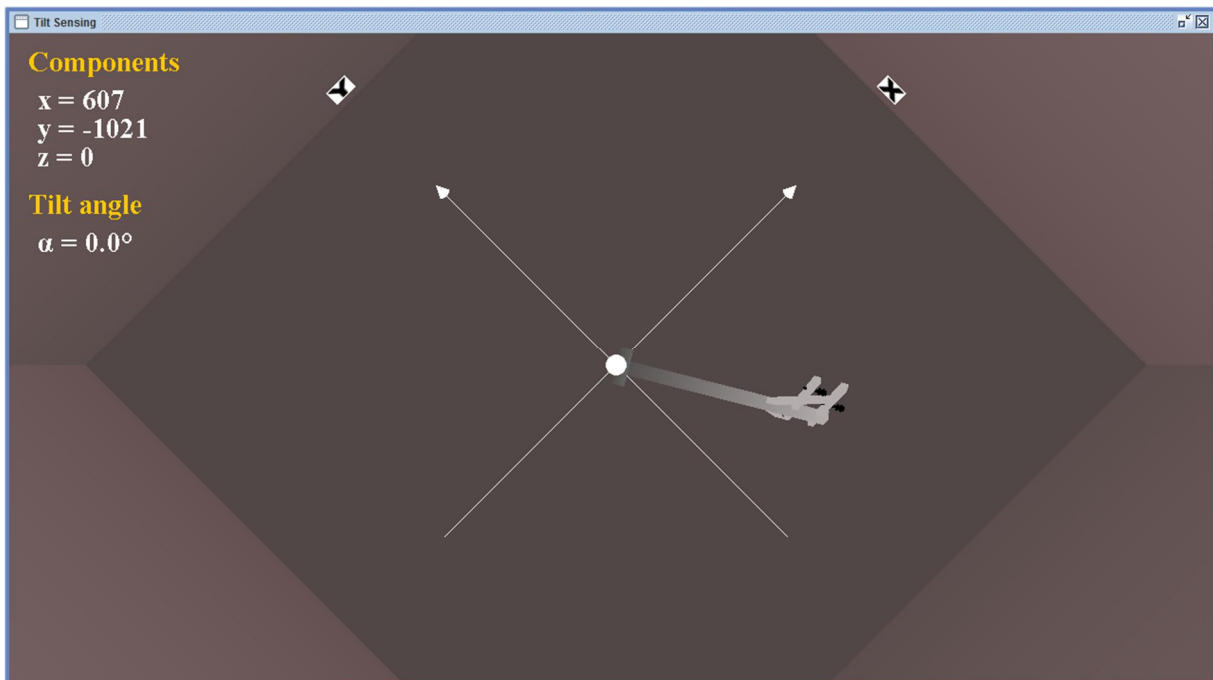 Tilt Sensing
Components
x = 607
y = -1021
z = 0
Tilt angle
α = 0.0°
Y
X